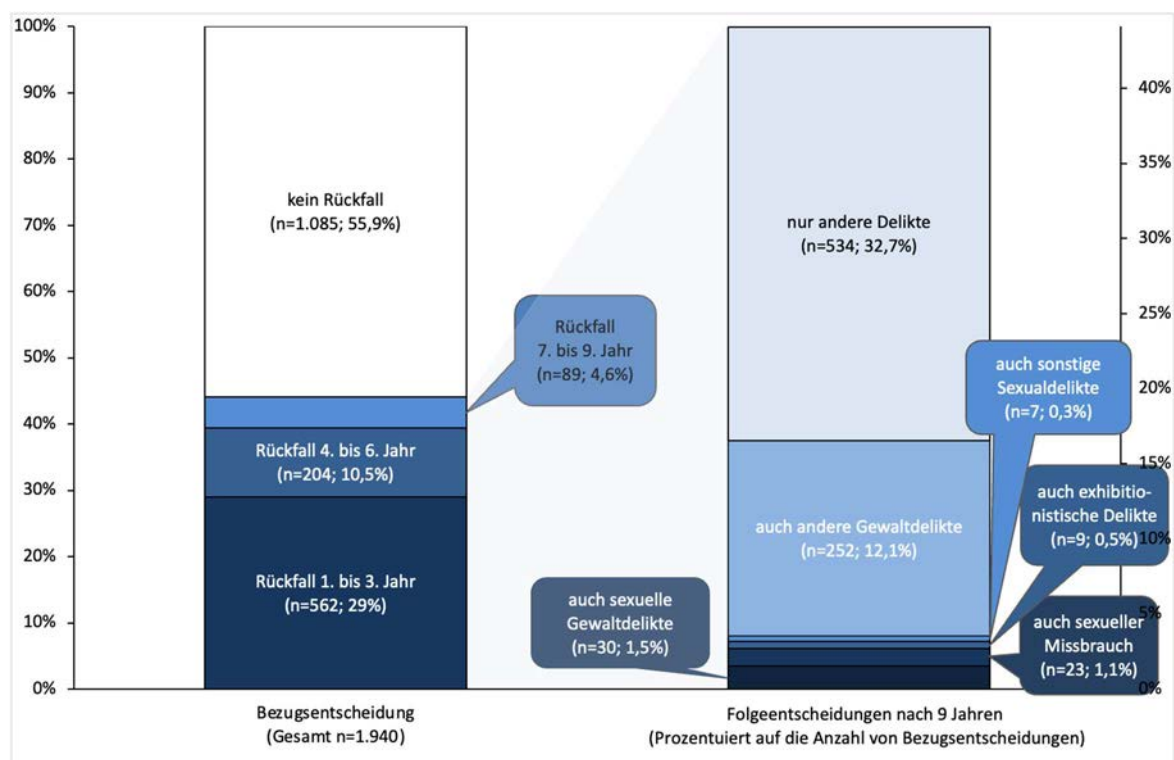 100%
90%
80%
70%
60%
50%
40%
30%
20%
10%
0%
kein Rückfall
(n=1.085; 55,9%)
Rückfall
7. bis 9. Jahr
(n=89; 4,6%)
Rückfall 4. bis 6. Jahr
(n=204; 10,5%)
Rückfall 1. bis 3. Jahr
(n=562; 29%)
Bezugsentscheidung
(Gesamt n=1.940)
nur andere Delikte
(n=534; 32,7%)
auch andere Gewaltdelikte
(n=252; 12,1%)
auch sexuelle
Gewaltdelikte
(n=30; 1,5%)
auch sonstige
Sexualdelikte
(n=7; 0,3%)
auch exhibitio-
nistische Delikte
(n=9; 0,5%)
auch sexueller
Missbrauch
(n=23; 1,1%)
40%
35%
30%
25%
20%
15%
10%
5%
0%
Folgeentscheidungen nach 9 Jahren
(Prozentuiert auf die Anzahl von Bezugsentscheidungen)